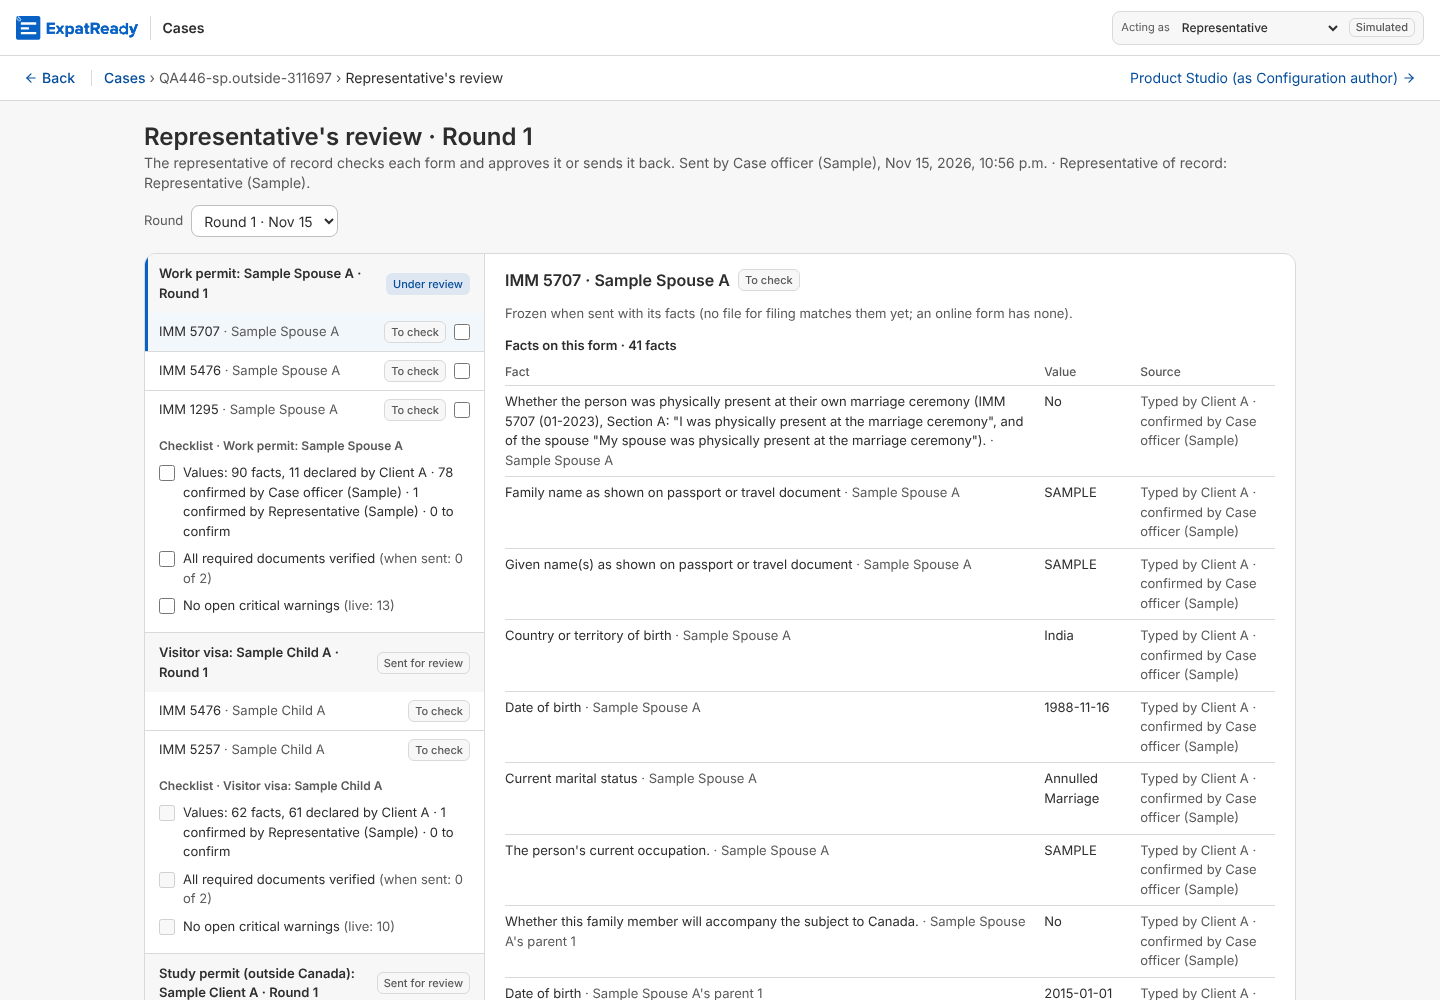 ExpatReady
Cases
Acting as Representative Simulated
← Back
Cases › QA446-sp.outside-311697 › Representative's review
Product Studio (as Configuration author) →
Representative's review · Round 1
The representative of record checks each form and approves it or sends it back. Sent by Case officer (Sample), Nov 15, 2026, 10:56 p.m. · Representative of record:
Representative (Sample).
Round Round 1 · Nov 15
Work permit: Sample Spouse A ·
Round 1
Under review
IMM 5707 · Sample Spouse A To check
IMM 5476 · Sample Spouse A To check
IMM 1295 · Sample Spouse A To check
Checklist · Work permit: Sample Spouse A
Values: 90 facts, 11 declared by Client A · 78
confirmed by Case officer (Sample) · 1
confirmed by Representative (Sample) · 0 to
confirm
All required documents verified (when sent: 0
of 2)
No open critical warnings (live: 13)
Visitor visa: Sample Child A ·
Round 1
Sent for review
IMM 5476 · Sample Child A To check
IMM 5257 · Sample Child A To check
Checklist · Visitor visa: Sample Child A
Values: 62 facts, 61 declared by Client A · 1
confirmed by Representative (Sample) · 0 to
confirm
All required documents verified (when sent: 0
of 2)
No open critical warnings (live: 10)
Study permit (outside Canada):
Sample Client A · Round 1
Sent for review
IMM 5707 · Sample Spouse A To check
Frozen when sent with its facts (no file for filing matches them yet; an online form has none).
Facts on this form · 41 facts
Fact Value Source
Whether the person was physically present at their own marriage ceremony (IMM
5707 (01-2023), Section A: "I was physically present at the marriage ceremony", and
of the spouse "My spouse was physically present at the marriage ceremony"). ·
Sample Spouse A
No
Typed by Client A ·
confirmed by Case
officer (Sample)
Family name as shown on passport or travel document · Sample Spouse A
SAMPLE
Typed by Client A ·
confirmed by Case
officer (Sample)
Given name(s) as shown on passport or travel document · Sample Spouse A
SAMPLE
Typed by Client A ·
confirmed by Case
officer (Sample)
Country or territory of birth · Sample Spouse A
India
Typed by Client A ·
confirmed by Case
officer (Sample)
Date of birth · Sample Spouse A
1988-11-16
Typed by Client A ·
confirmed by Case
officer (Sample)
Current marital status · Sample Spouse A
Annulled
Marriage
Typed by Client A ·
confirmed by Case
officer (Sample)
The person's current occupation. · Sample Spouse A
SAMPLE
Typed by Client A ·
confirmed by Case
officer (Sample)
Whether this family member will accompany the subject to Canada. · Sample Spouse
A's parent 1
No
Typed by Client A ·
confirmed by Case
officer (Sample)
Date of birth · Sample Spouse A's parent 1
2015-01-01
Typed by Client A ·